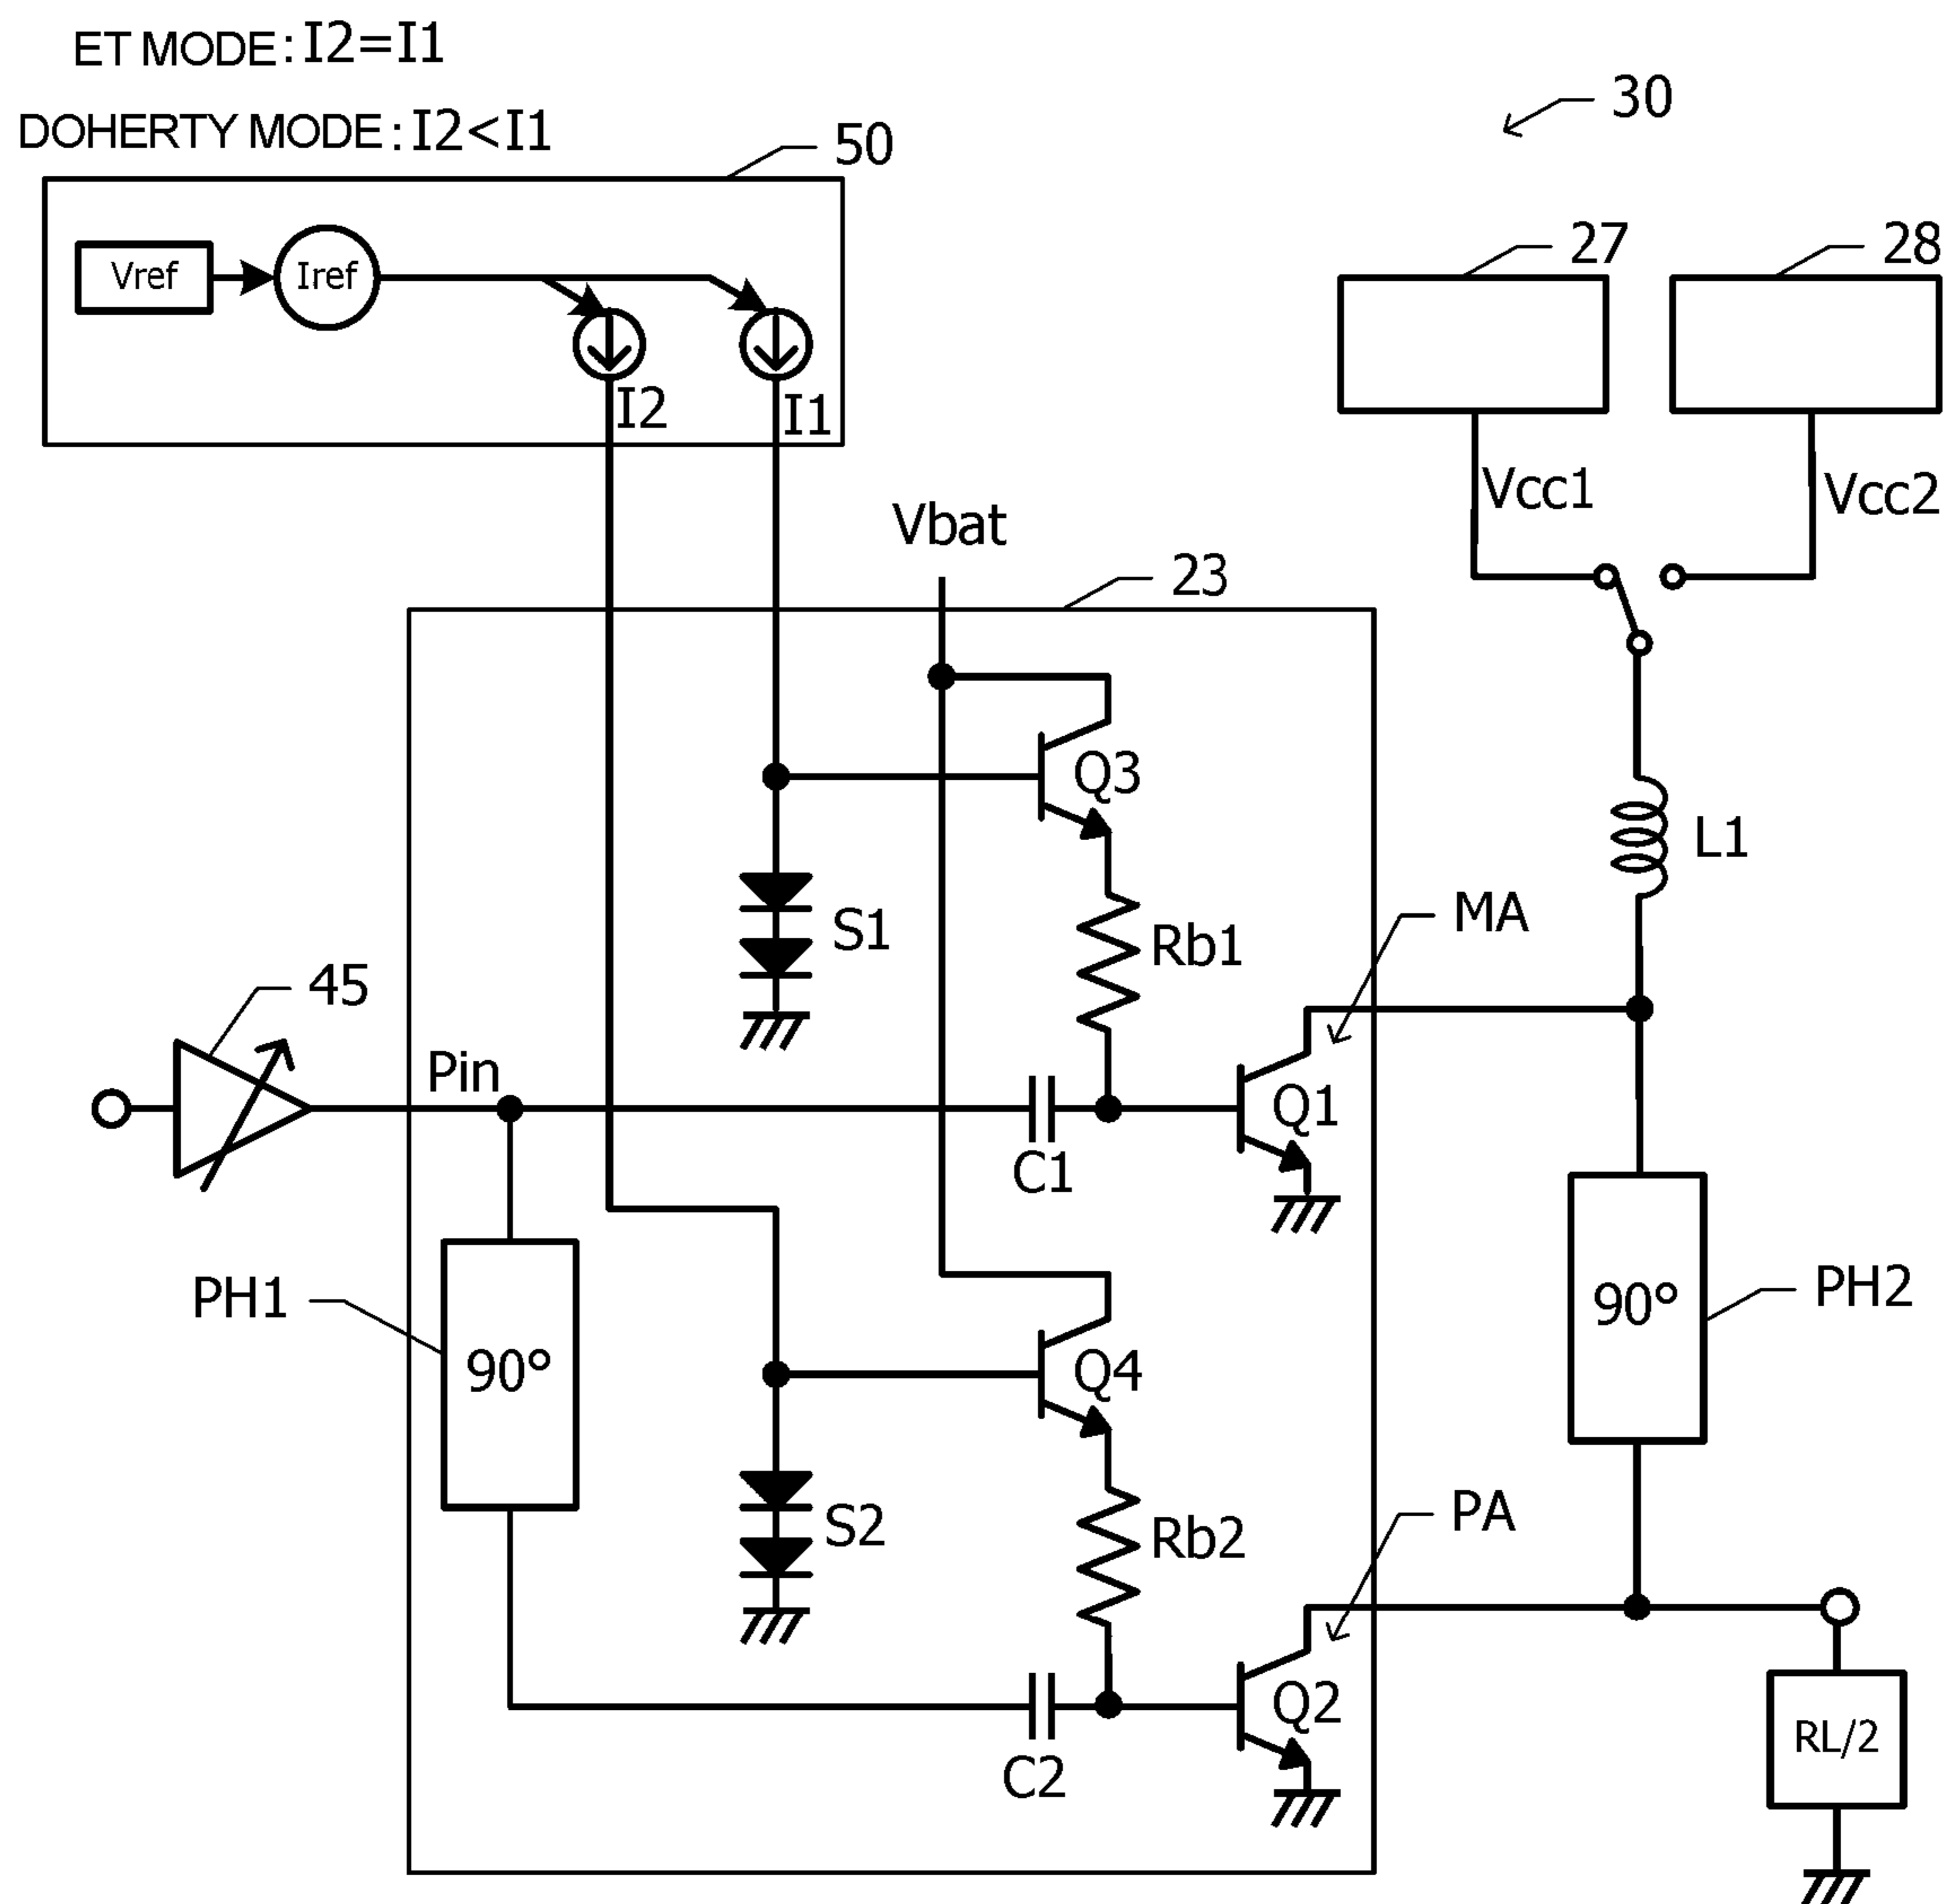 ET MODE: I2=I1
DOHERTY MODE: I2<I1
30
50
Vref
Iref
I2
I1
27
28
Vcc1
Vcc2
Vbat
23
Q3
L1
S1
Rb1
MA
45
Pin
Q1
C1
PH1
90°
90°
PH2
Q4
S2
Rb2
PA
Q2
C2
RL/2